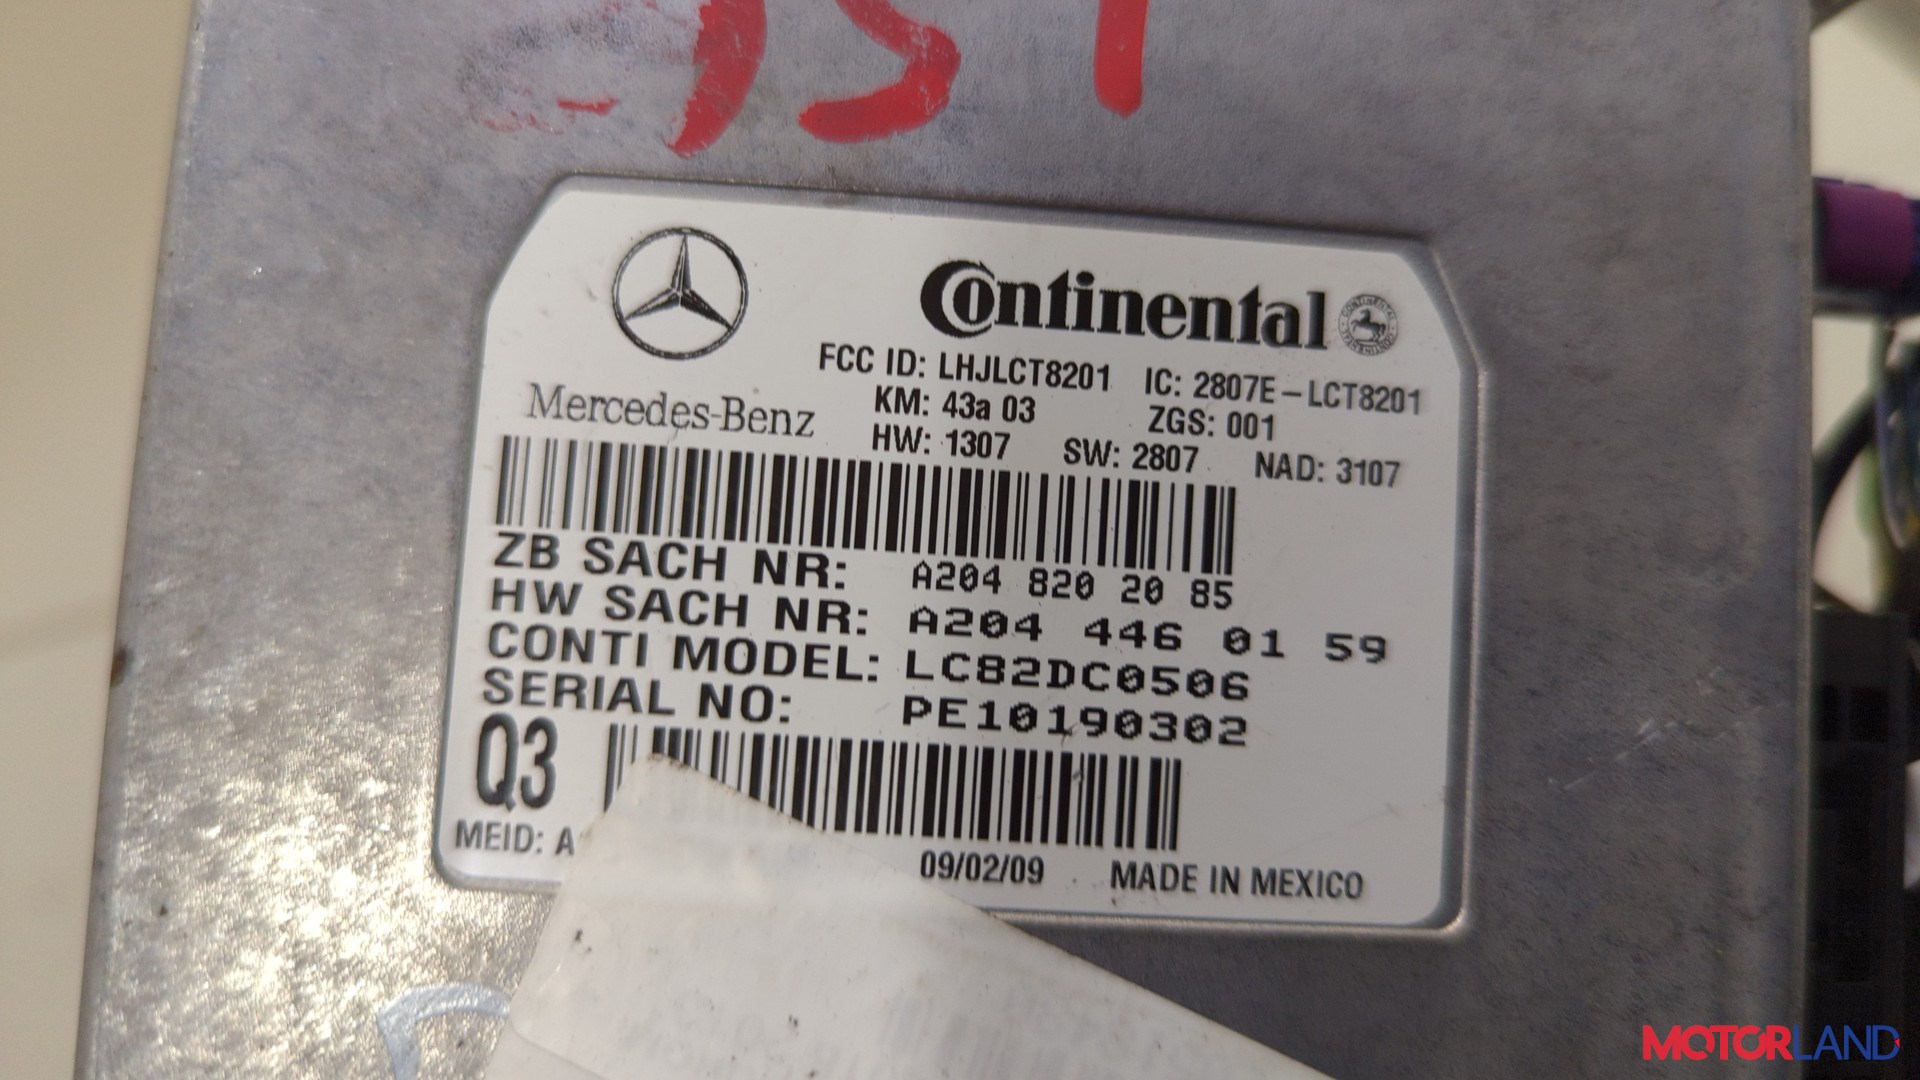 Continental
FCC ID: LHJLCT8201 IC: 2807E-LCT8201
Mercedes-Benz KM: 43a 03 ZGS: 001
HW: 1307 SW: 2807 NAD: 3107
ZB SACH NR: A204 820 20 85
HW SACH NR: A204 446 01 59
CONTI MODEL: LC82DC0506
SERIAL NO: PE10190302
Q3
MEID: A
09/02/09 MADE IN MEXICO
MOTORLAND